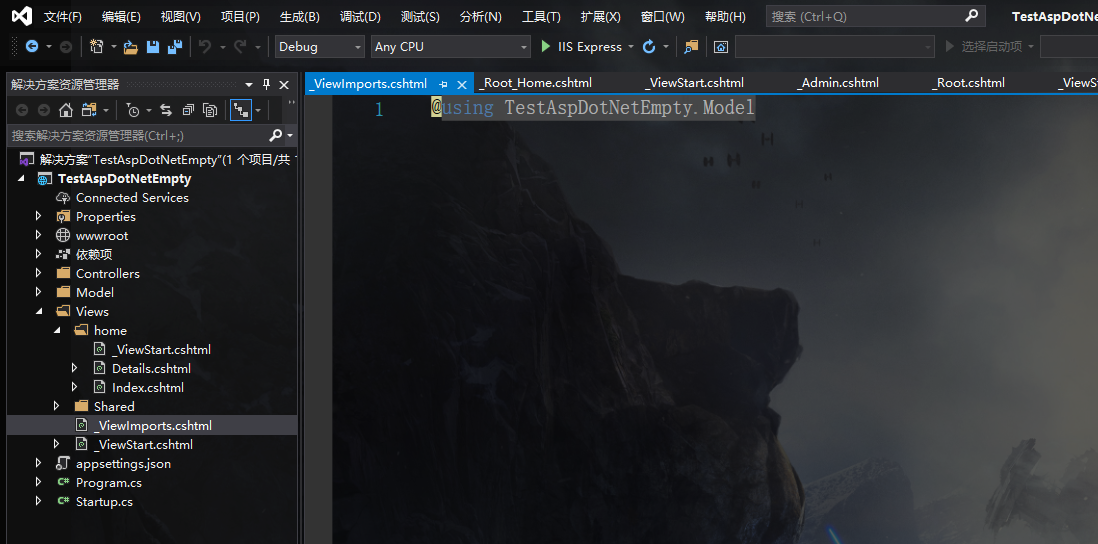 文件(F) 编辑(E) 视图(V) 项目(P) 生成(B) 调试(D) 测试(S) 分析(N) 工具(T) 扩展(X) 窗口(W) 帮助(H) 搜索 (Ctrl+Q) TestAspDotNe
Debug Any CPU IIS Express 选择启动项
解决方案资源管理器
_ViewImports.cshtml _Root_Home.cshtml _ViewStart.cshtml _Admin.cshtml _Root.cshtml _ViewS
1 @using TestAspDotNetEmpty.Model
搜索解决方案资源管理器(Ctrl+;)
解决方案"TestAspDotNetEmpty"(1 个项目/共 1
TestAspDotNetEmpty
Connected Services
Properties
wwwroot
依赖项
Controllers
Model
Views
home
_ViewStart.cshtml
Details.cshtml
Index.cshtml
Shared
_ViewImports.cshtml
_ViewStart.cshtml
appsettings.json
C# Program.cs
C# Startup.cs